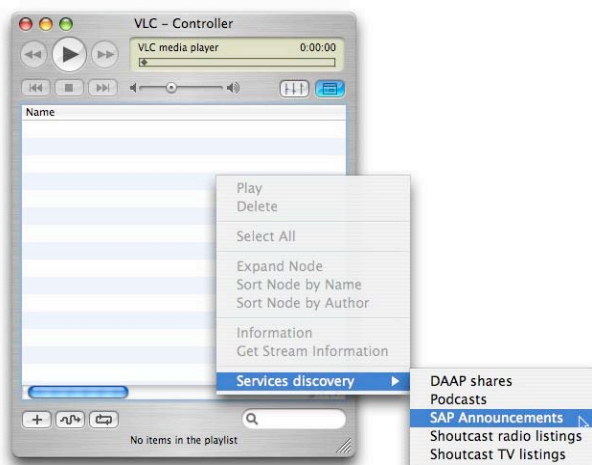 VLC – Controller
VLC media player 0:00:00
Name
Play
Delete
Select All
Expand Node
Sort Node by Name
Sort Node by Author
Information
Get Stream Information
Services discovery
DAAP shares
Podcasts
SAP Announcements
Shoutcast radio listings
Shoutcast TV listings
No items in the playlist